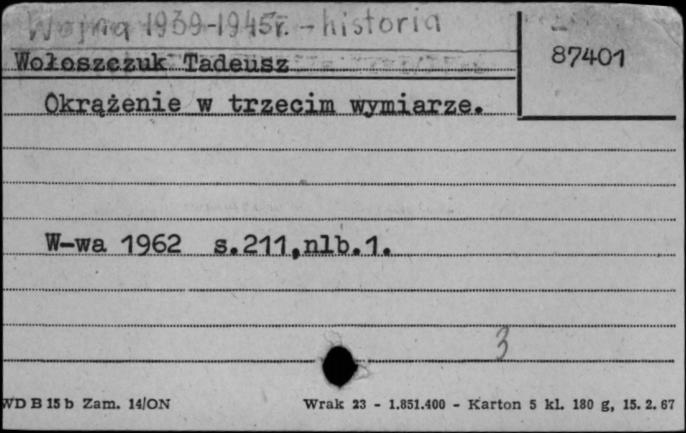 Wojna 1939-1945r. - historia
87401
Wołoszczuk Tadeusz
Okrążenie w trzecim wymiarze.
W-wa 1962 s.211,nlb.1.
3
WD B 15 b Zam. 14/ON
Wrak 23 - 1.851.400 - Karton 5 kl. 180 g, 15. 2. 67